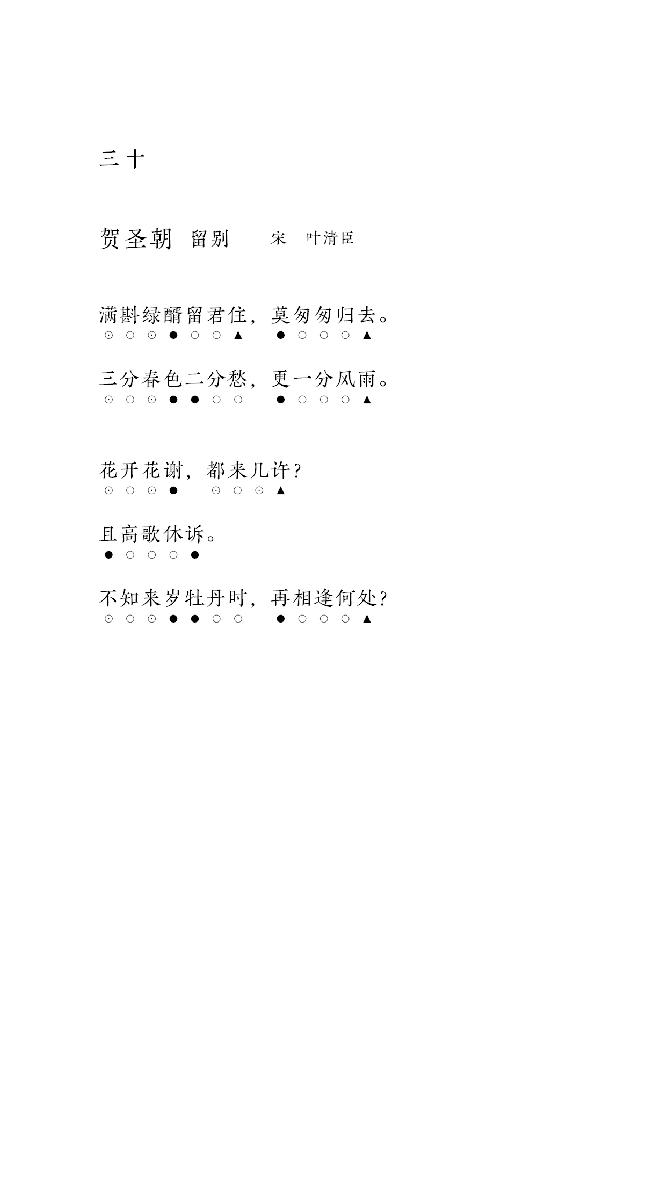 三十
贺圣朝 留别 宋 叶清臣
满斟绿醑留君住，莫匆匆归去。
⊙○⊙●○○▲ ●○○○▲
三分春色二分愁，更一分风雨。
⊙○⊙●●○○ ●○○○▲
花开花谢，都来几许？
⊙○⊙● ⊙○⊙▲
且高歌休诉。
●○○○●
不知来岁牡丹时，再相逢何处？
⊙○⊙●●○○ ●○○○▲